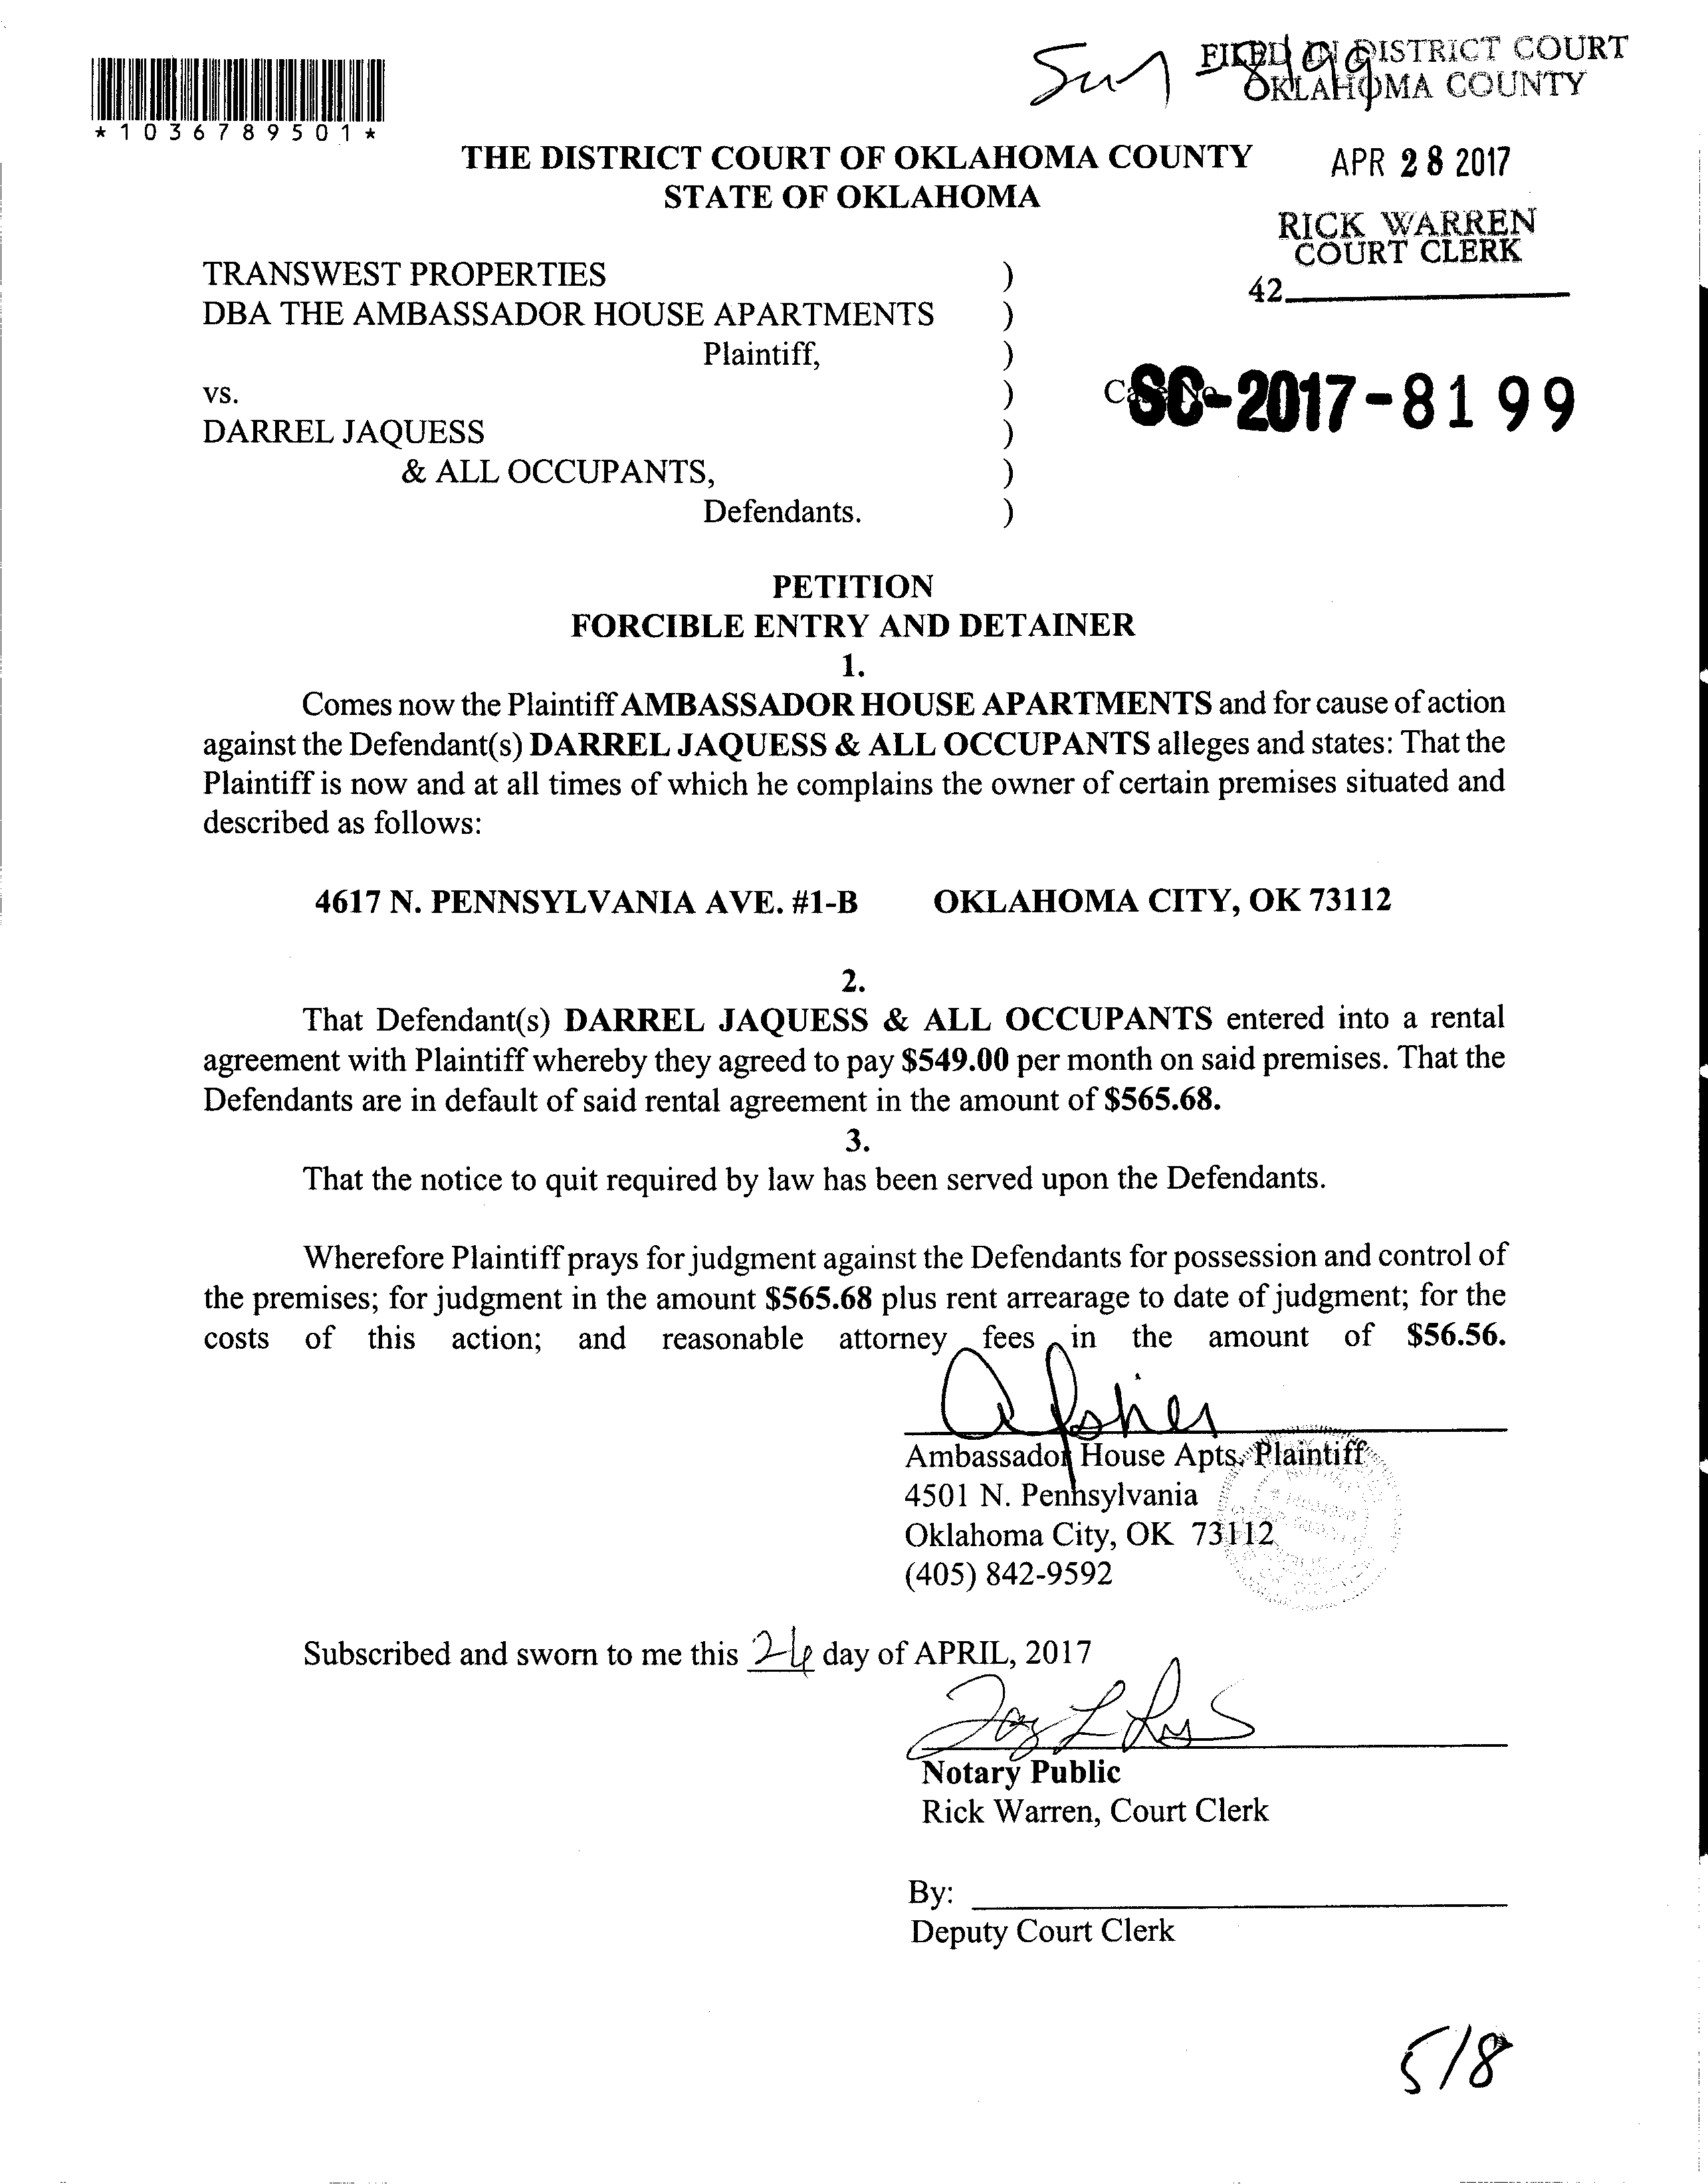 FILED IN DISTRICT COURT
OKLAHOMA COUNTY
*1036789501*
THE DISTRICT COURT OF OKLAHOMA COUNTY
STATE OF OKLAHOMA
APR 28 2017
RICK WARREN
COURT CLERK
42
TRANSWEST PROPERTIES )
DBA THE AMBASSADOR HOUSE APARTMENTS )
Plaintiff, )
vs. ) Case No. SC-2017-8199
DARREL JAQUESS )
& ALL OCCUPANTS, )
Defendants. )
PETITION
FORCIBLE ENTRY AND DETAINER
1.
Comes now the Plaintiff AMBASSADOR HOUSE APARTMENTS and for cause of action
against the Defendant(s) DARREL JAQUESS & ALL OCCUPANTS alleges and states: That the
Plaintiff is now and at all times of which he complains the owner of certain premises situated and
described as follows:
4617 N. PENNSYLVANIA AVE. #1-B OKLAHOMA CITY, OK 73112
2.
That Defendant(s) DARREL JAQUESS & ALL OCCUPANTS entered into a rental
agreement with Plaintiff whereby they agreed to pay $549.00 per month on said premises. That the
Defendants are in default of said rental agreement in the amount of $565.68.
3.
That the notice to quit required by law has been served upon the Defendants.
Wherefore Plaintiff prays for judgment against the Defendants for possession and control of
the premises; for judgment in the amount $565.68 plus rent arrearage to date of judgment; for the
costs of this action; and reasonable attorney fees in the amount of $56.56.
Ambassador House Apts, Plaintiff
4501 N. Pennsylvania
Oklahoma City, OK 73112
(405) 842-9592
Subscribed and sworn to me this day of APRIL, 2017
Notary Public
Rick Warren, Court Clerk
By:
Deputy Court Clerk
5/8